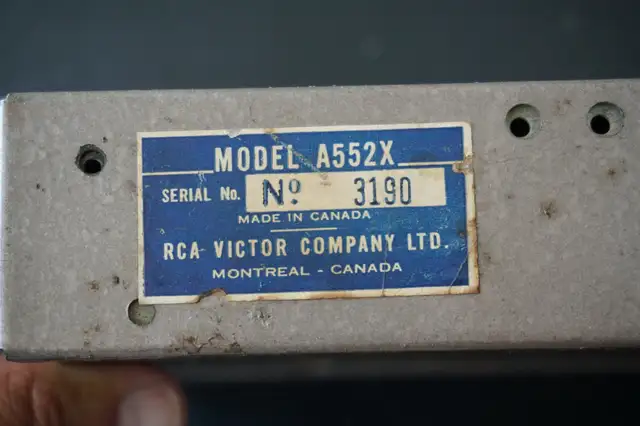 MODEL A552X
SERIAL No. Nº 3190
MADE IN CANADA
RCA VICTOR COMPANY LTD.
MONTREAL - CANADA